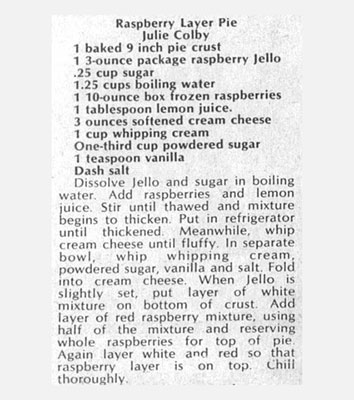 Raspberry Layer Pie
Julie Colby
1 baked 9 inch pie crust
1 3-ounce package raspberry Jello
.25 cup sugar
1.25 cups boiling water
1 10-ounce box frozen raspberries
1 tablespoon lemon juice.
3 ounces softened cream cheese
1 cup whipping cream
One-third cup powdered sugar
1 teaspoon vanilla
Dash salt
Dissolve Jello and sugar in boiling
water. Add raspberries and lemon
juice. Stir until thawed and mixture
begins to thicken. Put in refrigerator
until thickened. Meanwhile, whip
cream cheese until fluffy. In separate
bowl, whip whipping cream,
powdered sugar, vanilla and salt. Fold
into cream cheese. When Jello is
slightly set, put layer of white
mixture on bottom of crust. Add
layer of red raspberry mixture, using
half of the mixture and reserving
whole raspberries for top of pie.
Again layer white and red so that
raspberry layer is on top. Chill
thoroughly.